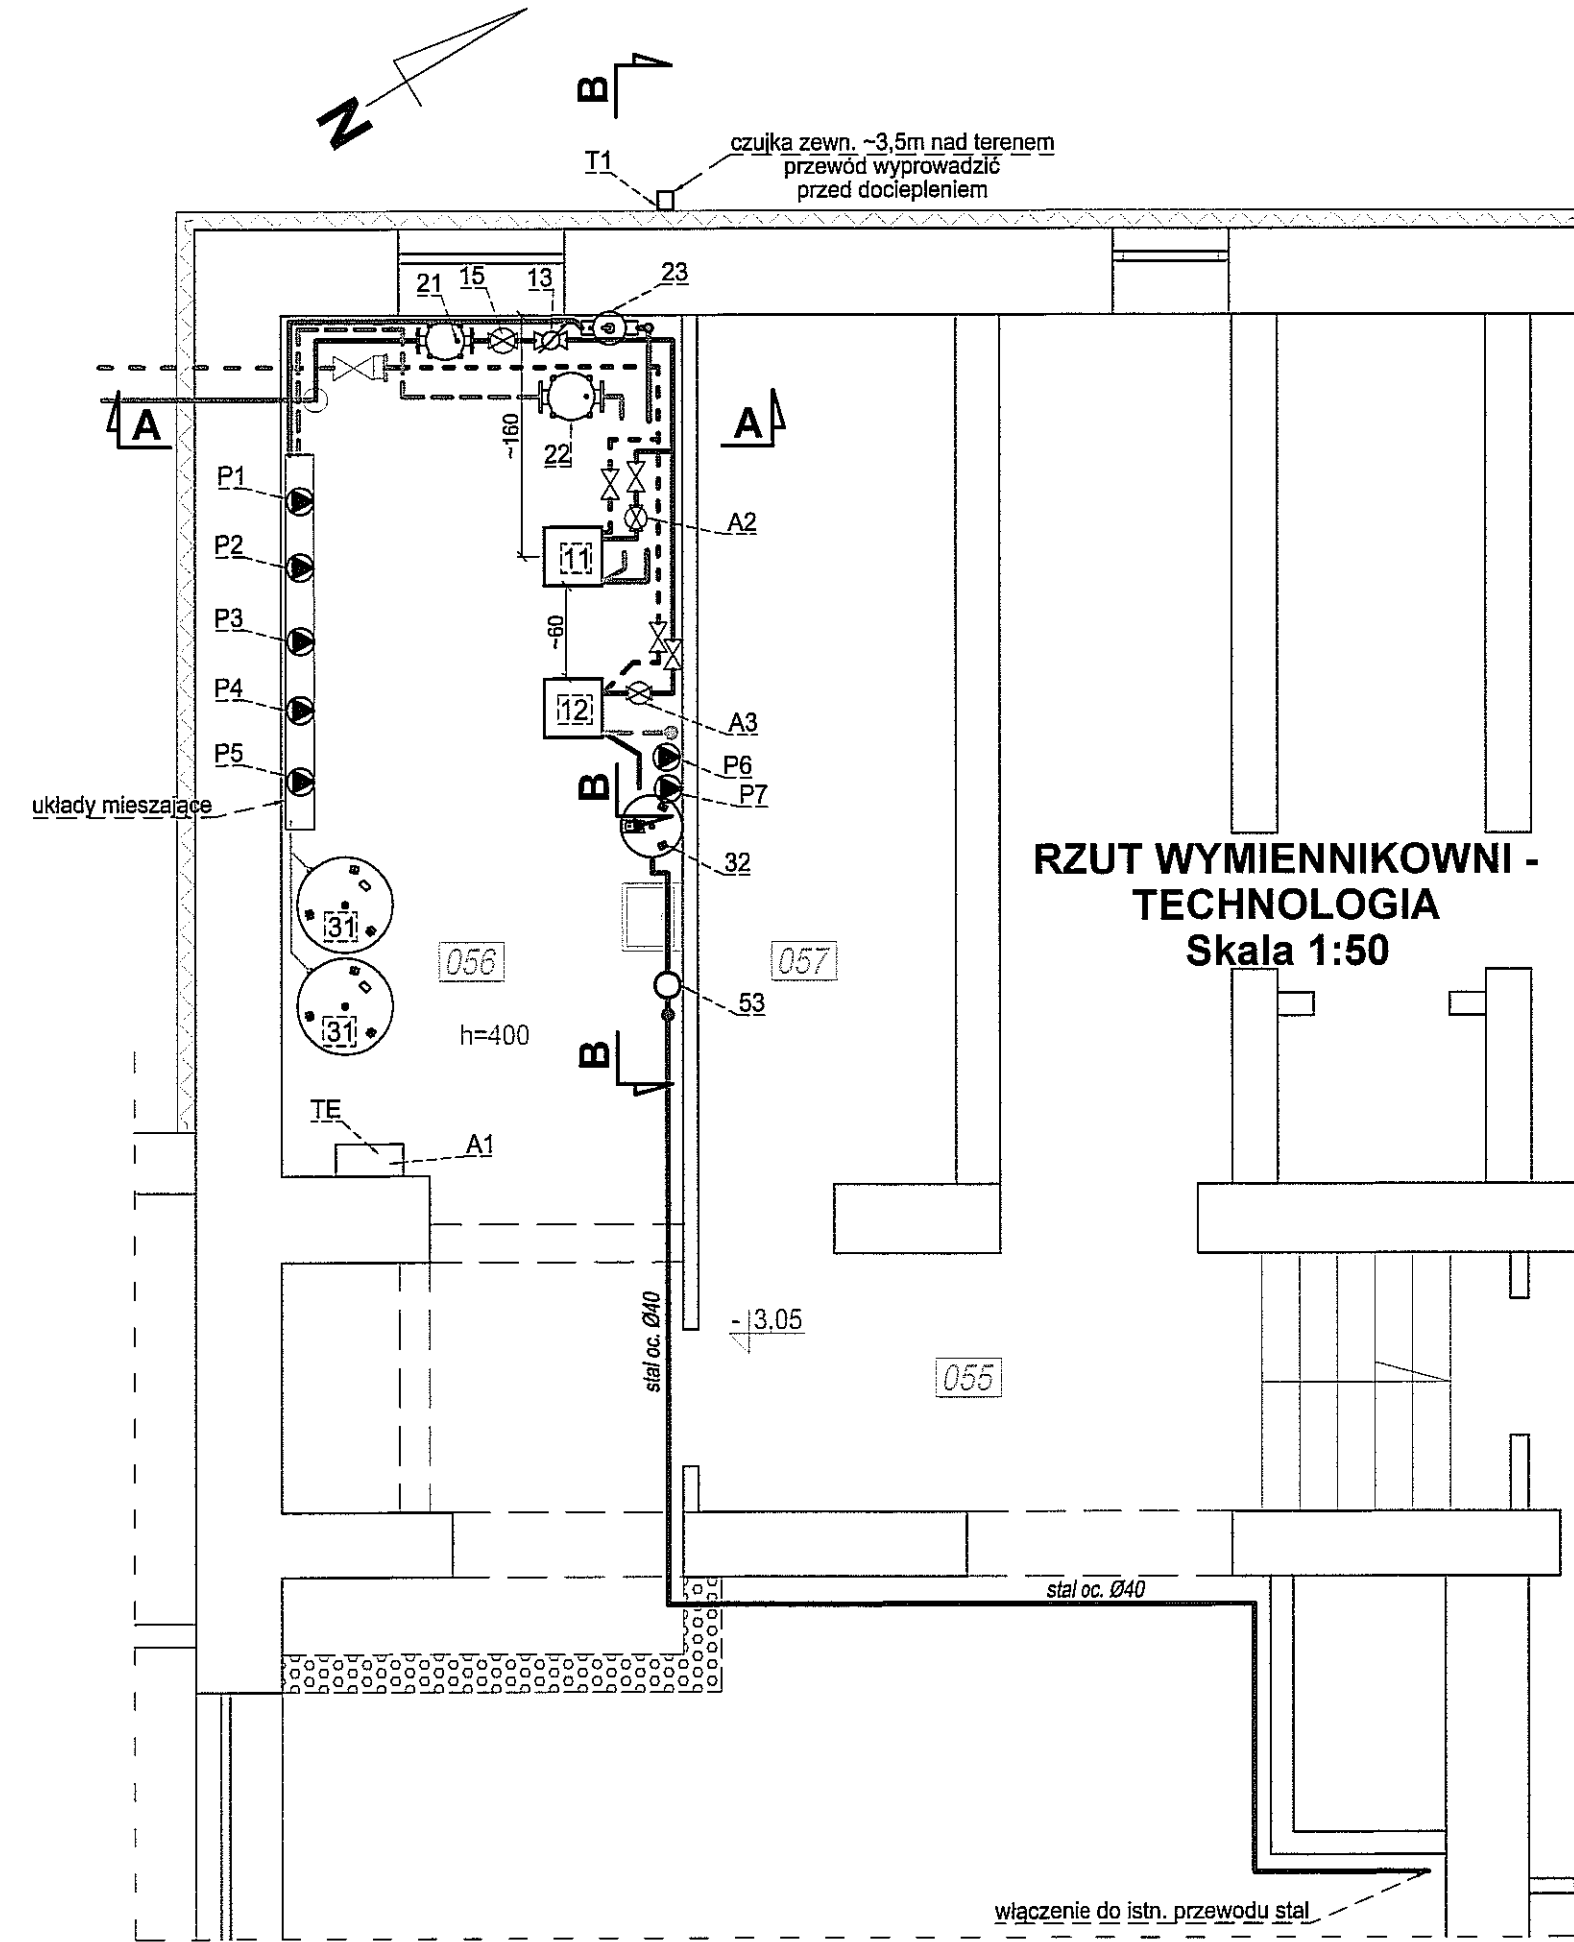 N
B
czujka zewn. ~3,5m nad terenem
T1
przewód wyprowadzić
przed dociepleniem
21
15
13
23
A
A
~160
22
P1
A2
P2
11
P3
~60
P4
12
A3
P5
P6
B
P7
układy mieszające
32
RZUT WYMIENNIKOWNI -
TECHNOLOGIA
Skala 1:50
31
056
057
53
31
h=400
B
TE
A1
stal oc. Ø40
- 3,05
055
stal oc. Ø40
włączenie do istn. przewodu stal